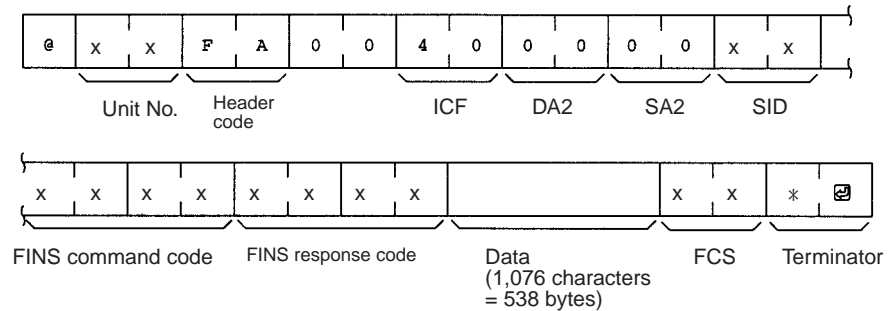 @ x x F A 0 0 4 0 0 0 0 0 x x
Unit No. Header code ICF DA2 SA2 SID
x x x x x x x x x x * ↵
FINS command code FINS response code Data (1,076 characters = 538 bytes) FCS Terminator